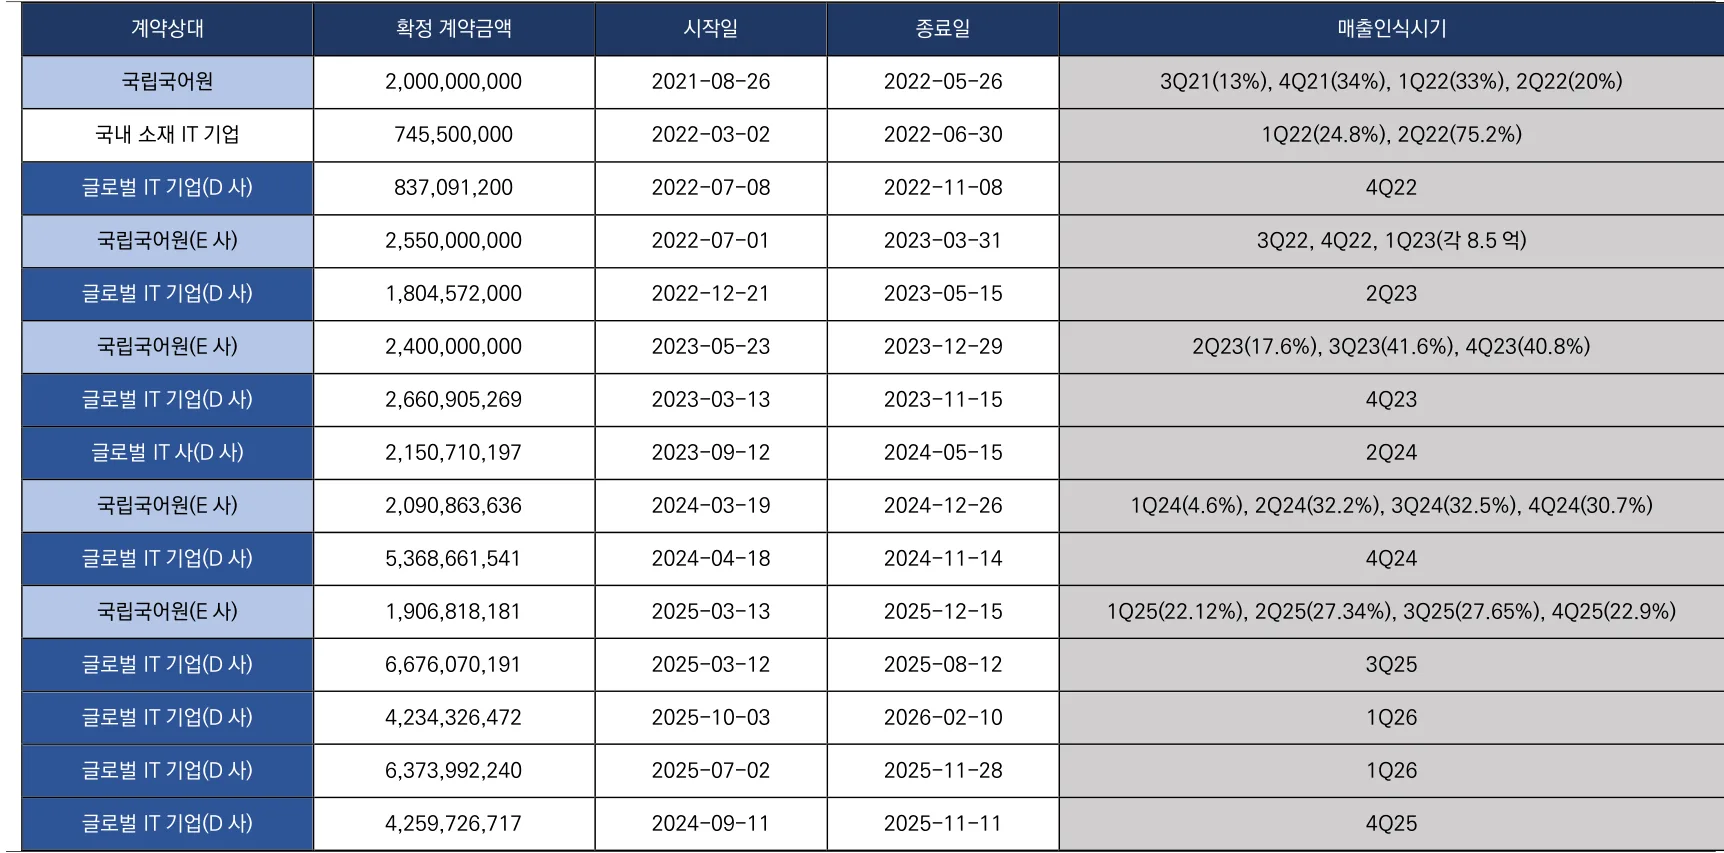 계약상대 확정 계약금액 시작일 종료일 매출인식시기
국립국어원 2,000,000,000 2021-08-26 2022-05-26 3Q21(13%), 4Q21(34%), 1Q22(33%), 2Q22(20%)
국내 소재 IT 기업 745,500,000 2022-03-02 2022-06-30 1Q22(24.8%), 2Q22(75.2%)
글로벌 IT 기업(D 사) 837,091,200 2022-07-08 2022-11-08 4Q22
국립국어원(E 사) 2,550,000,000 2022-07-01 2023-03-31 3Q22, 4Q22, 1Q23(각 8.5 억)
글로벌 IT 기업(D 사) 1,804,572,000 2022-12-21 2023-05-15 2Q23
국립국어원(E 사) 2,400,000,000 2023-05-23 2023-12-29 2Q23(17.6%), 3Q23(41.6%), 4Q23(40.8%)
글로벌 IT 기업(D 사) 2,660,905,269 2023-03-13 2023-11-15 4Q23
글로벌 IT 사(D 사) 2,150,710,197 2023-09-12 2024-05-15 2Q24
국립국어원(E 사) 2,090,863,636 2024-03-19 2024-12-26 1Q24(4.6%), 2Q24(32.2%), 3Q24(32.5%), 4Q24(30.7%)
글로벌 IT 기업(D 사) 5,368,661,541 2024-04-18 2024-11-14 4Q24
국립국어원(E 사) 1,906,818,181 2025-03-13 2025-12-15 1Q25(22.12%), 2Q25(27.34%), 3Q25(27.65%), 4Q25(22.9%)
글로벌 IT 기업(D 사) 6,676,070,191 2025-03-12 2025-08-12 3Q25
글로벌 IT 기업(D 사) 4,234,326,472 2025-10-03 2026-02-10 1Q26
글로벌 IT 기업(D 사) 6,373,992,240 2025-07-02 2025-11-28 1Q26
글로벌 IT 기업(D 사) 4,259,726,717 2024-09-11 2025-11-11 4Q25